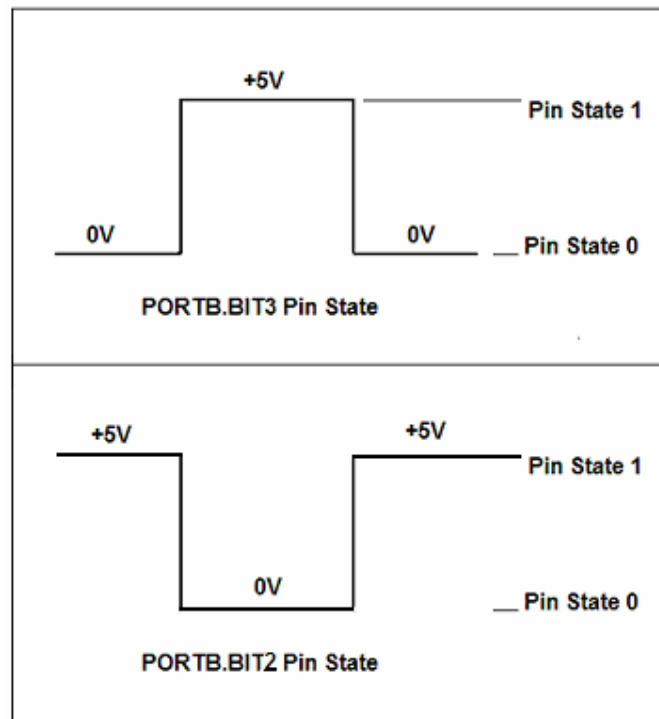 +5V
Pin State 1
0V
0V
Pin State 0
PORTB.BIT3 Pin State
+5V
+5V
Pin State 1
0V
Pin State 0
PORTB.BIT2 Pin State